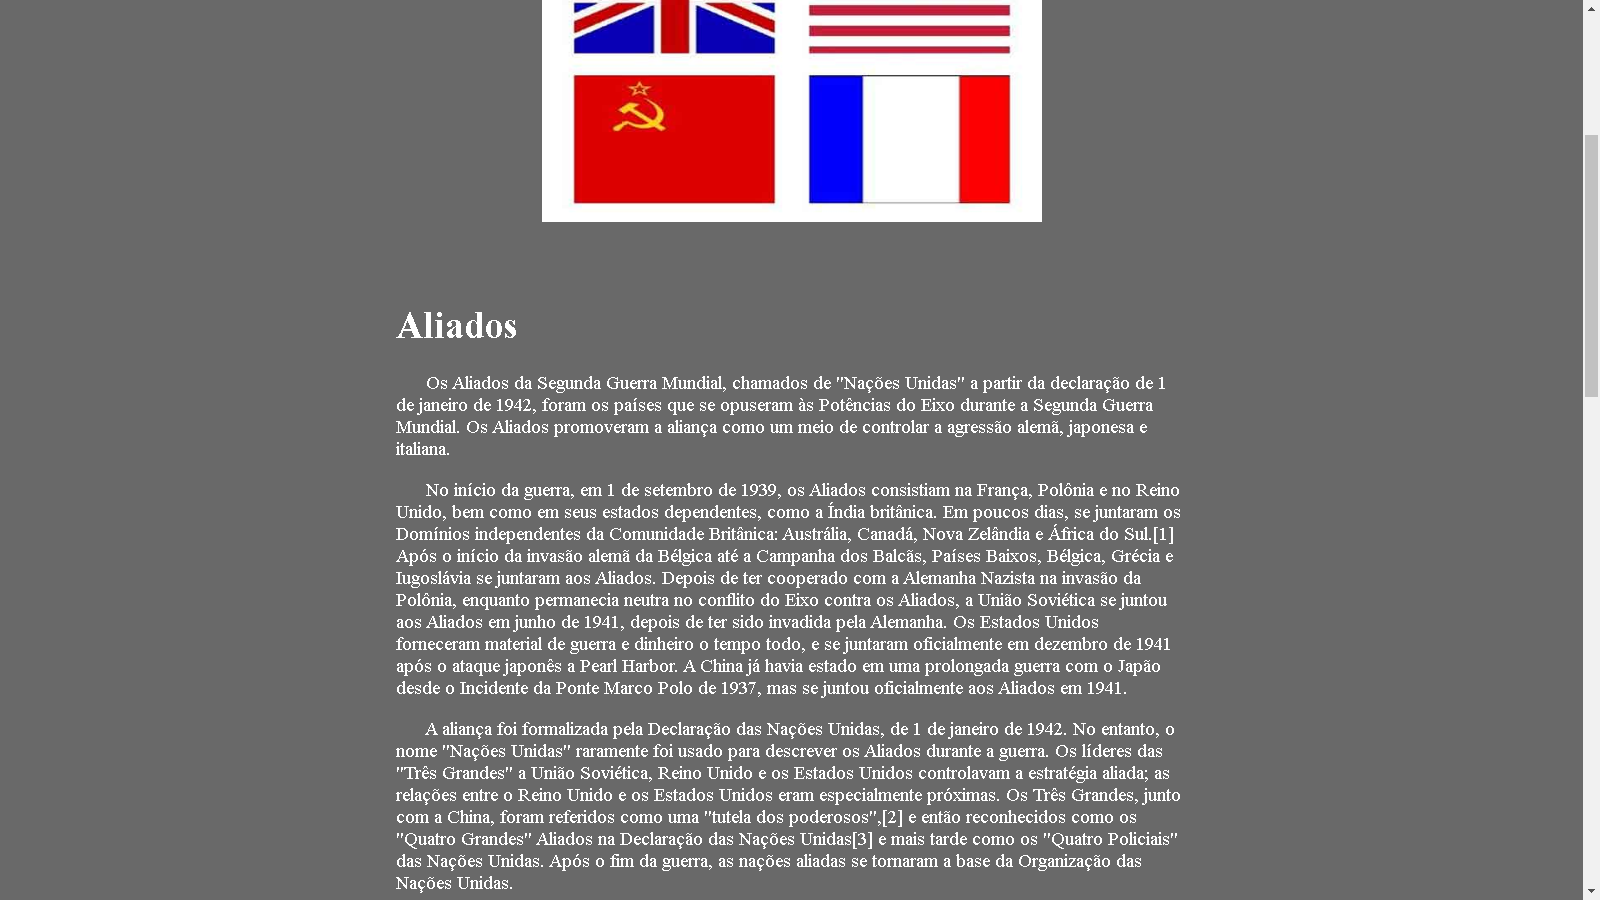 Aliados
Os Aliados da Segunda Guerra Mundial, chamados de "Nações Unidas" a partir da declaração de 1
de janeiro de 1942, foram os países que se opuseram às Potências do Eixo durante a Segunda Guerra
Mundial. Os Aliados promoveram a aliança como um meio de controlar a agressão alemã, japonesa e
italiana.
No início da guerra, em 1 de setembro de 1939, os Aliados consistiam na França, Polônia e no Reino
Unido, bem como em seus estados dependentes, como a Índia britânica. Em poucos dias, se juntaram os
Domínios independentes da Comunidade Britânica: Austrália, Canadá, Nova Zelândia e África do Sul.[1]
Após o início da invasão alemã da Bélgica até a Campanha dos Balcãs, Países Baixos, Bélgica, Grécia e
Iugoslávia se juntaram aos Aliados. Depois de ter cooperado com a Alemanha Nazista na invasão da
Polônia, enquanto permanecia neutra no conflito do Eixo contra os Aliados, a União Soviética se juntou
aos Aliados em junho de 1941, depois de ter sido invadida pela Alemanha. Os Estados Unidos
forneceram material de guerra e dinheiro o tempo todo, e se juntaram oficialmente em dezembro de 1941
após o ataque japonês a Pearl Harbor. A China já havia estado em uma prolongada guerra com o Japão
desde o Incidente da Ponte Marco Polo de 1937, mas se juntou oficialmente aos Aliados em 1941.
A aliança foi formalizada pela Declaração das Nações Unidas, de 1 de janeiro de 1942. No entanto, o
nome "Nações Unidas" raramente foi usado para descrever os Aliados durante a guerra. Os líderes das
"Três Grandes" a União Soviética, Reino Unido e os Estados Unidos controlavam a estratégia aliada; as
relações entre o Reino Unido e os Estados Unidos eram especialmente próximas. Os Três Grandes, junto
com a China, foram referidos como uma "tutela dos poderosos",[2] e então reconhecidos como os
"Quatro Grandes" Aliados na Declaração das Nações Unidas[3] e mais tarde como os "Quatro Policiais"
das Nações Unidas. Após o fim da guerra, as nações aliadas se tornaram a base da Organização das
Nações Unidas.